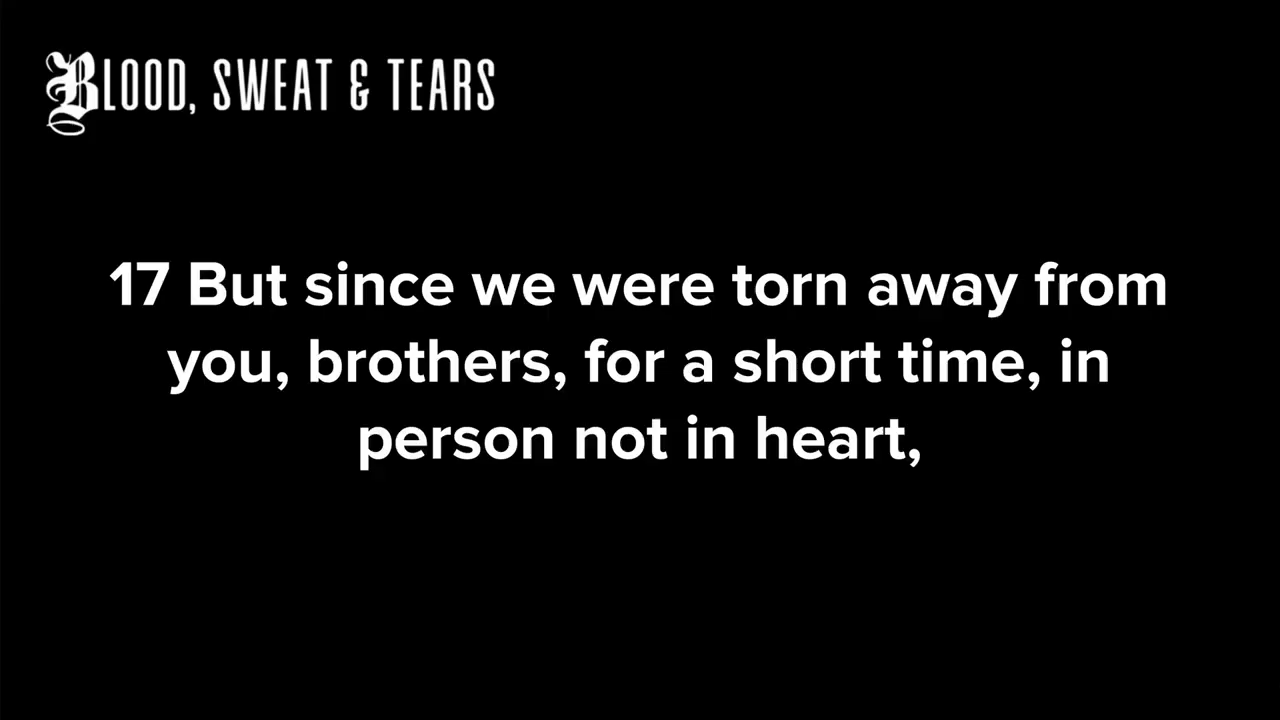 BLOOD, SWEAT & TEARS
17 But since we were torn away from
you, brothers, for a short time, in
person not in heart,